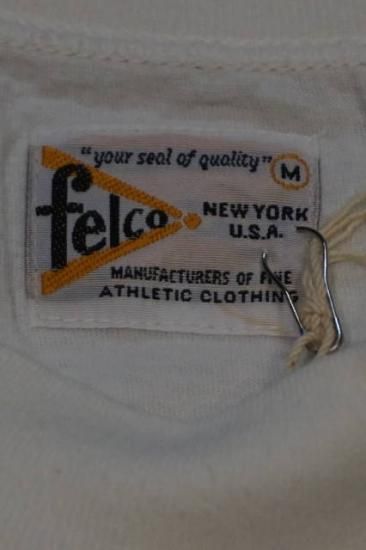 "your seal of quality" M
felco
NEW YORK
U.S.A.
MANUFACTURERS OF FINE
ATHLETIC CLOTHING